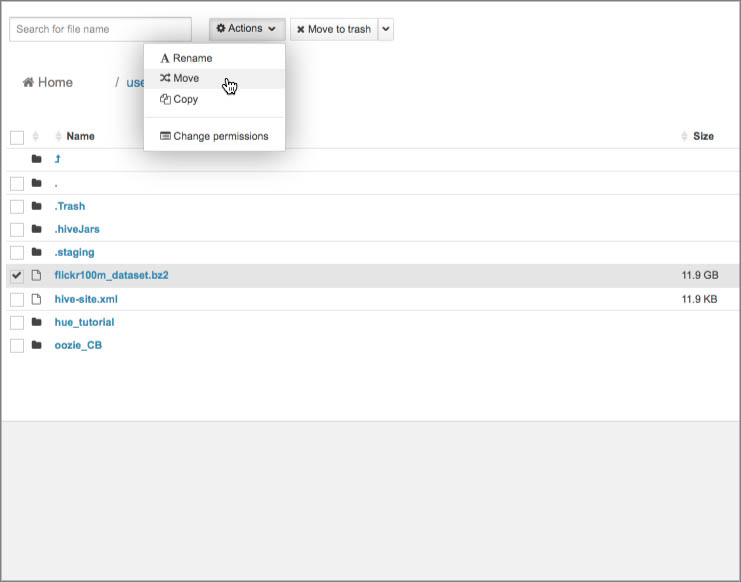 Search for file name
Actions
Move to trash
Rename
Move
Copy
Change permissions
Home / use
Name Size
.
.Trash
.hiveJars
.staging
flickr100m_dataset.bz2 11.9 GB
hive-site.xml 11.9 KB
hue_tutorial
oozie_CB